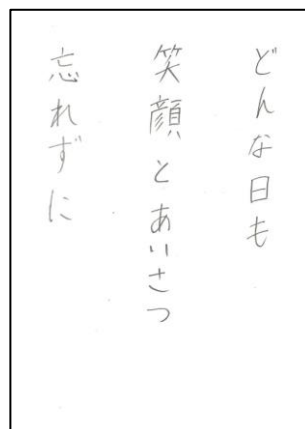 どんな日も
笑顔とあいさつ
忘れずに